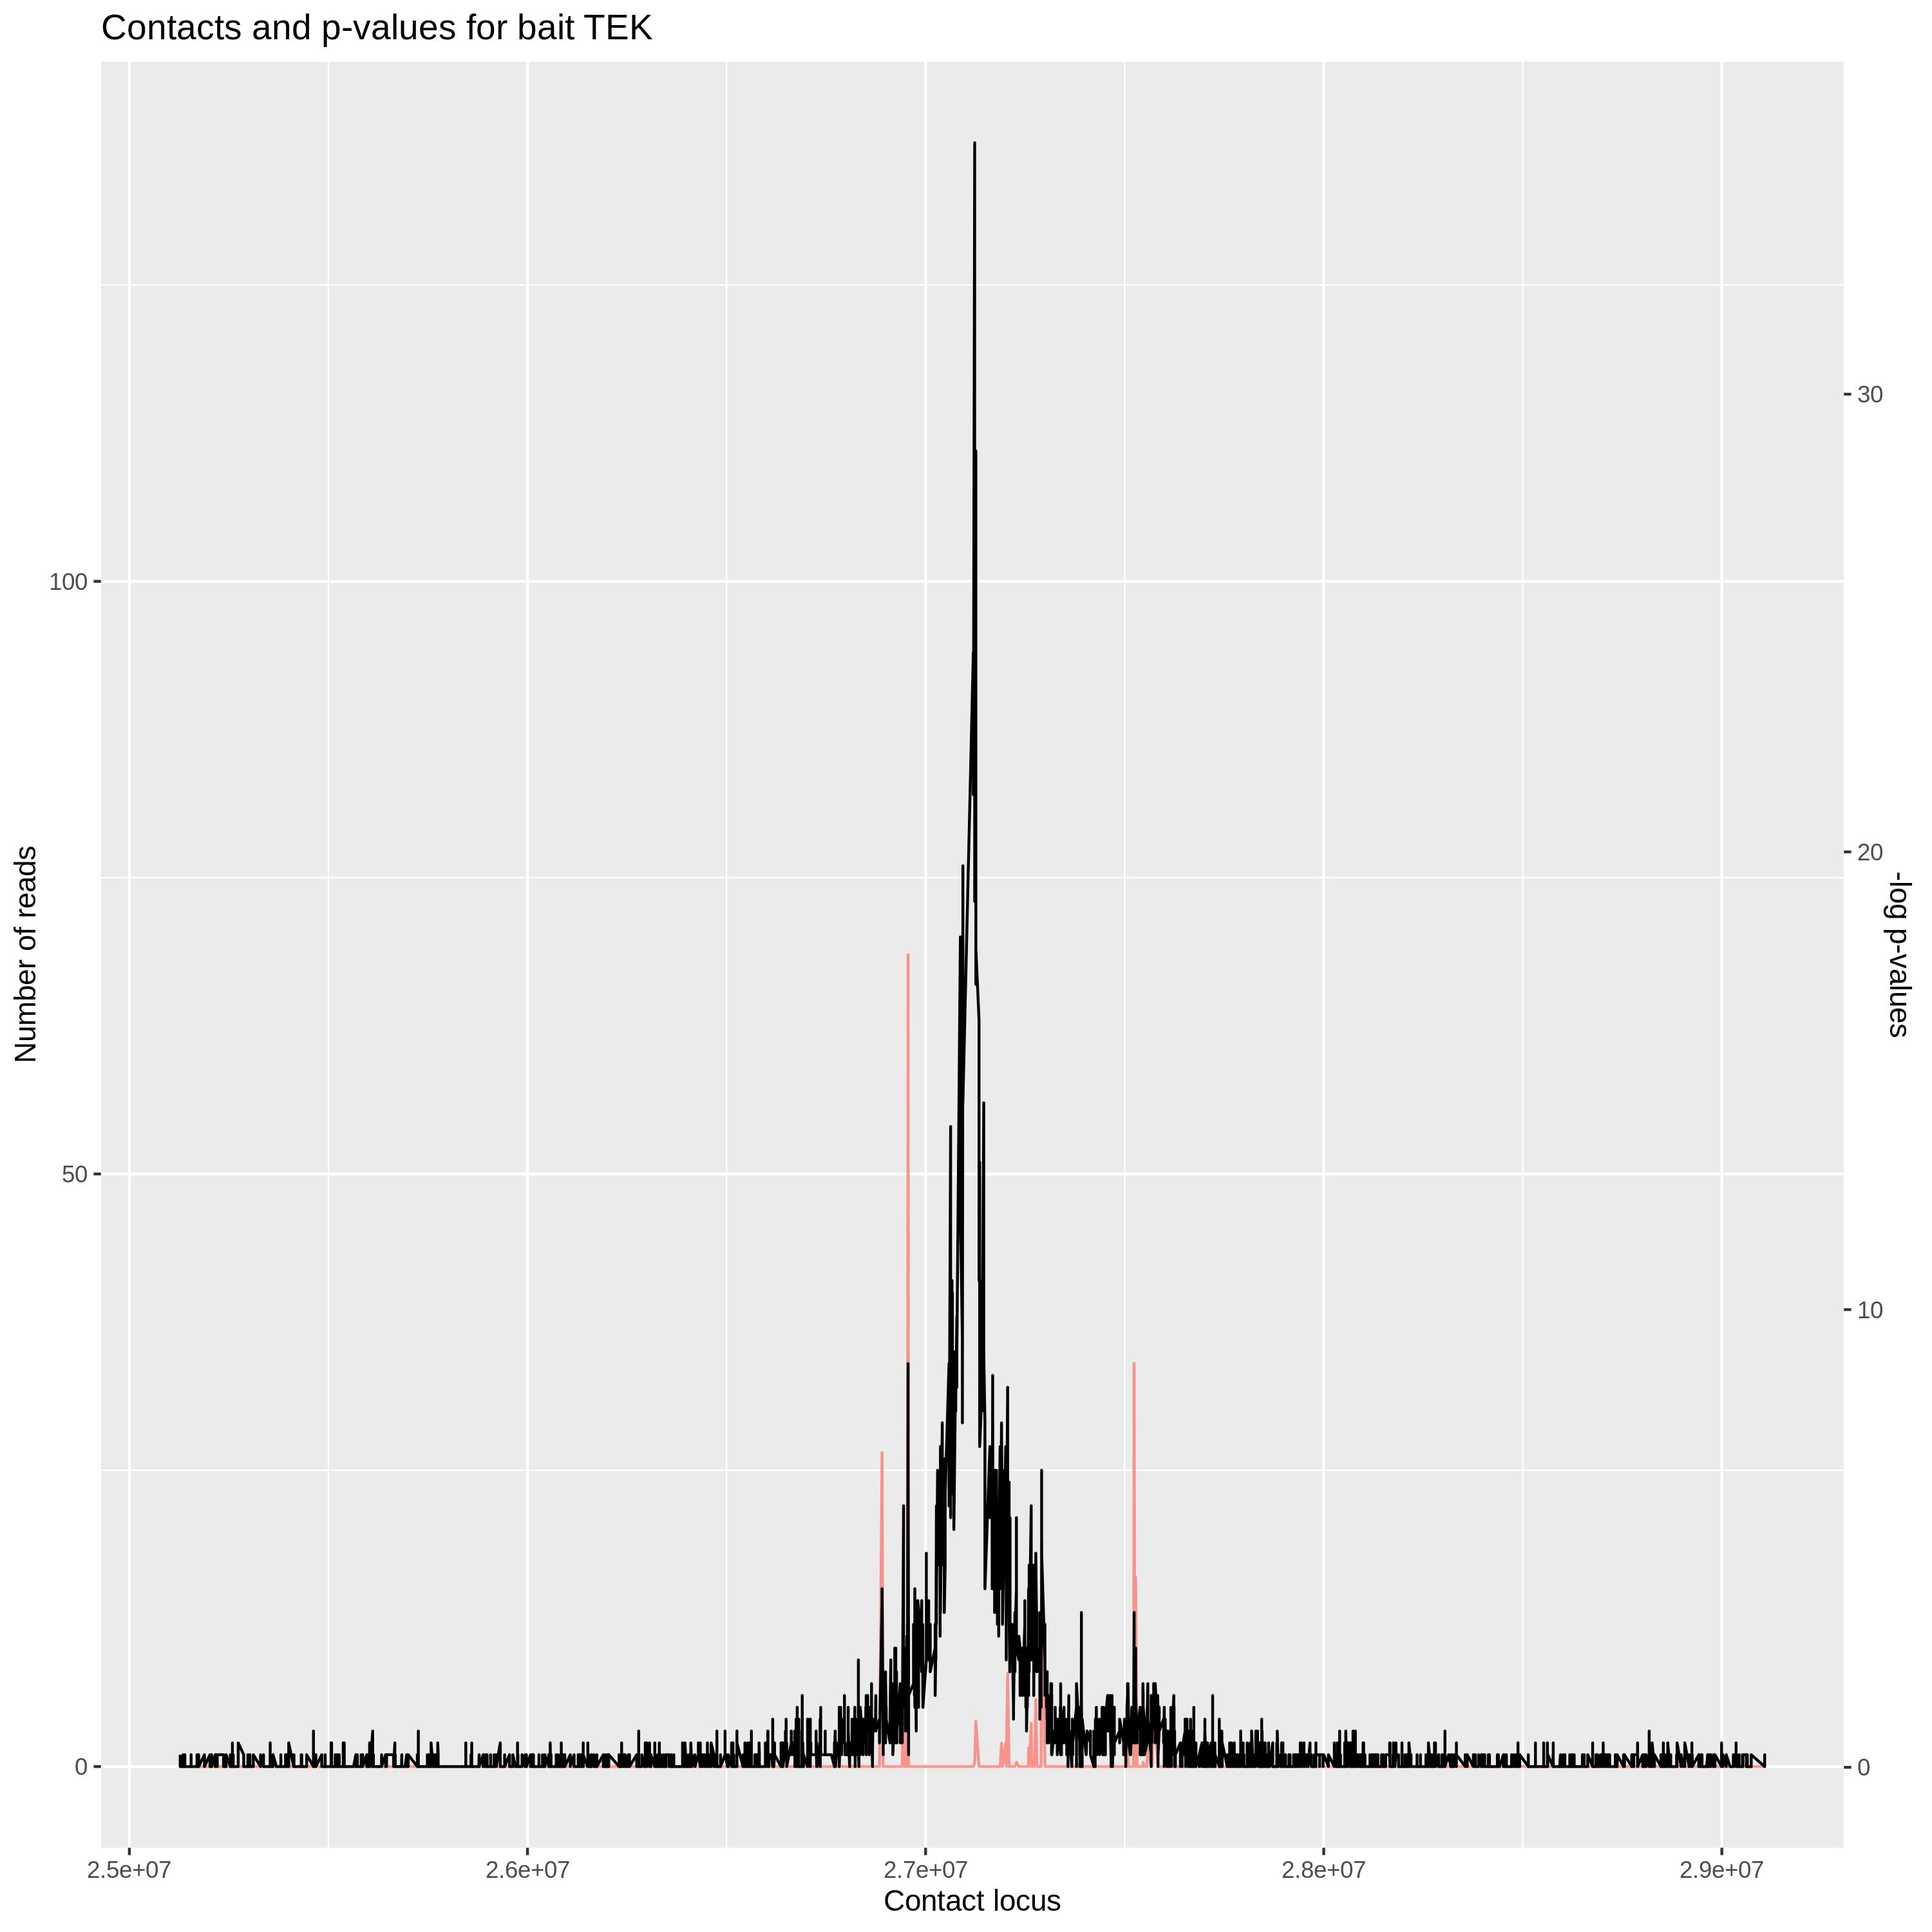 Contacts and p-values for bait TEK
Number of reads
100
50
0
30
20
10
0
-log p-values
2.5e+07
2.6e+07
2.7e+07
2.8e+07
2.9e+07
Contact locus